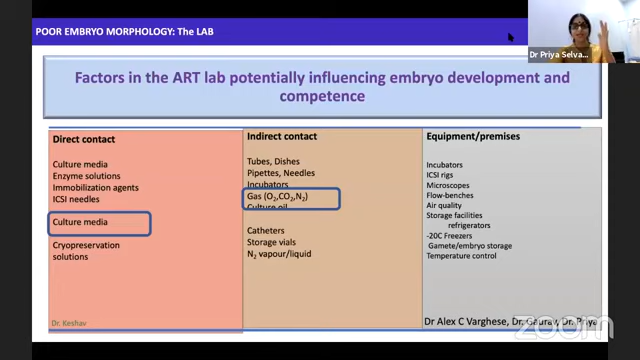 POOR EMBRYO MORPHOLOGY: The LAB
Dr Priya Selva...
Factors in the ART lab potentially influencing embryo development and
competence
Direct contact
Culture media
Enzyme solutions
Immobilization agents
ICSI needles
Culture media
Cryopreservation
solutions
Dr. Keshav
Indirect contact
Tubes, Dishes
Pipettes, Needles
Incubators
Gas (O₂,CO₂,N₂)
Culture oil
Catheters
Storage vials
N₂ vapour/liquid
Equipment/premises
Incubators
ICSI rigs
Microscopes
Flow-benches
Air quality
Storage facilities
refrigerators
-20C Freezers
Gamete/embryo storage
Temperature control
Dr Alex C Varghese, Dr. Gaurav, Dr. Priya
zoom